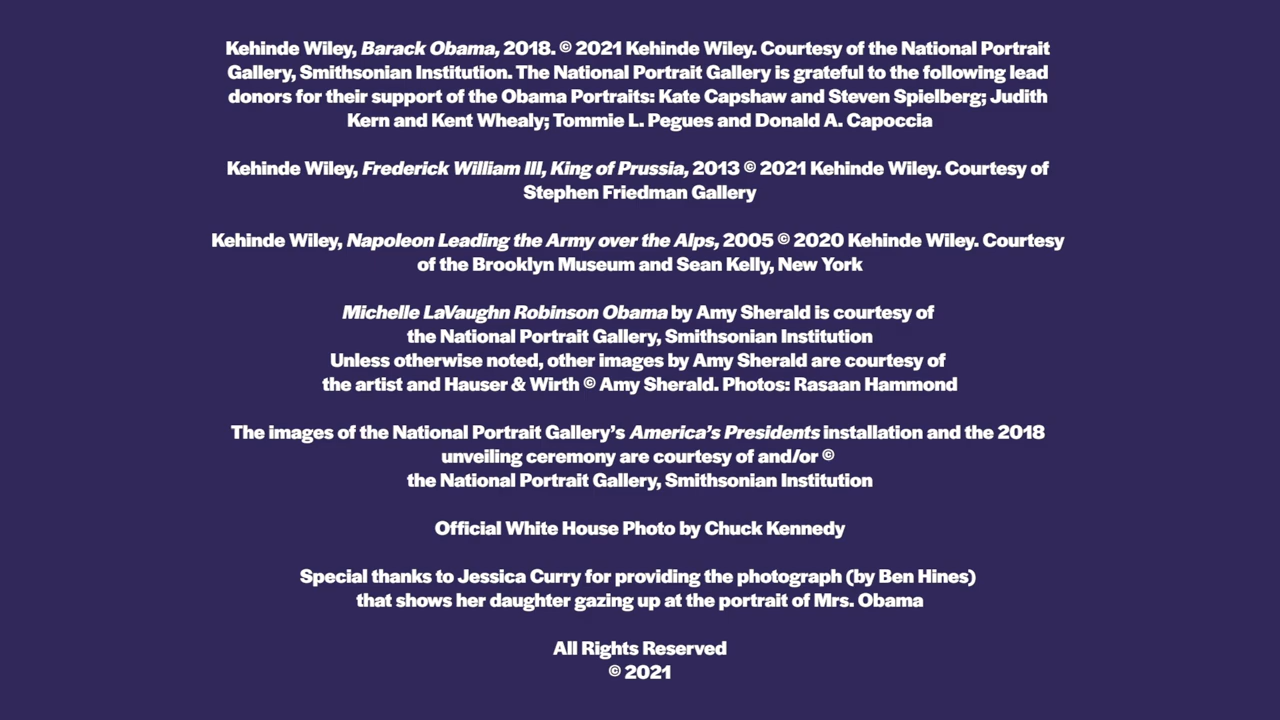 Kehinde Wiley, Barack Obama, 2018. © 2021 Kehinde Wiley. Courtesy of the National Portrait
Gallery, Smithsonian Institution. The National Portrait Gallery is grateful to the following lead
donors for their support of the Obama Portraits: Kate Capshaw and Steven Spielberg; Judith
Kern and Kent Whealy; Tommie L. Pegues and Donald A. Capoccia
Kehinde Wiley, Frederick William III, King of Prussia, 2013 © 2021 Kehinde Wiley. Courtesy of
Stephen Friedman Gallery
Kehinde Wiley, Napoleon Leading the Army over the Alps, 2005 © 2020 Kehinde Wiley. Courtesy
of the Brooklyn Museum and Sean Kelly, New York
Michelle LaVaughn Robinson Obama by Amy Sherald is courtesy of
the National Portrait Gallery, Smithsonian Institution
Unless otherwise noted, other images by Amy Sherald are courtesy of
the artist and Hauser & Wirth © Amy Sherald. Photos: Rasaan Hammond
The images of the National Portrait Gallery’s America’s Presidents installation and the 2018
unveiling ceremony are courtesy of and/or ©
the National Portrait Gallery, Smithsonian Institution
Official White House Photo by Chuck Kennedy
Special thanks to Jessica Curry for providing the photograph (by Ben Hines)
that shows her daughter gazing up at the portrait of Mrs. Obama
All Rights Reserved
© 2021